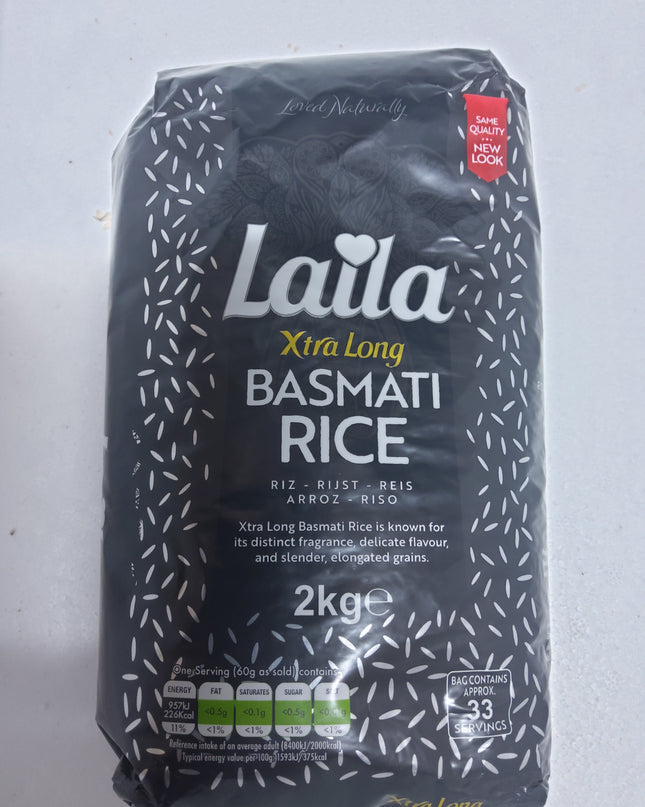 Loved Naturally
SAME
QUALITY
NEW
LOOK
Laila
Xtra Long
BASMATI
RICE
RIZ - RIJST - REIS
ARROZ - RISO
Xtra Long Basmati Rice is known for
its distinct fragrance, delicate flavour,
and slender, elongated grains.
2kg℮
One Serving (60g as sold) contains
ENERGY FAT SATURATES SUGAR SALT
957kJ
226Kcal <0.5g <0.1g <0.5g
11% <1% <1% <1% <1%
Reference intake of an average adult (8400kJ/2000kcal)
Typical energy value per 100g: 1593kJ/375kcal
BAG CONTAINS
APPROX.
33
SERVINGS
Xtra Long